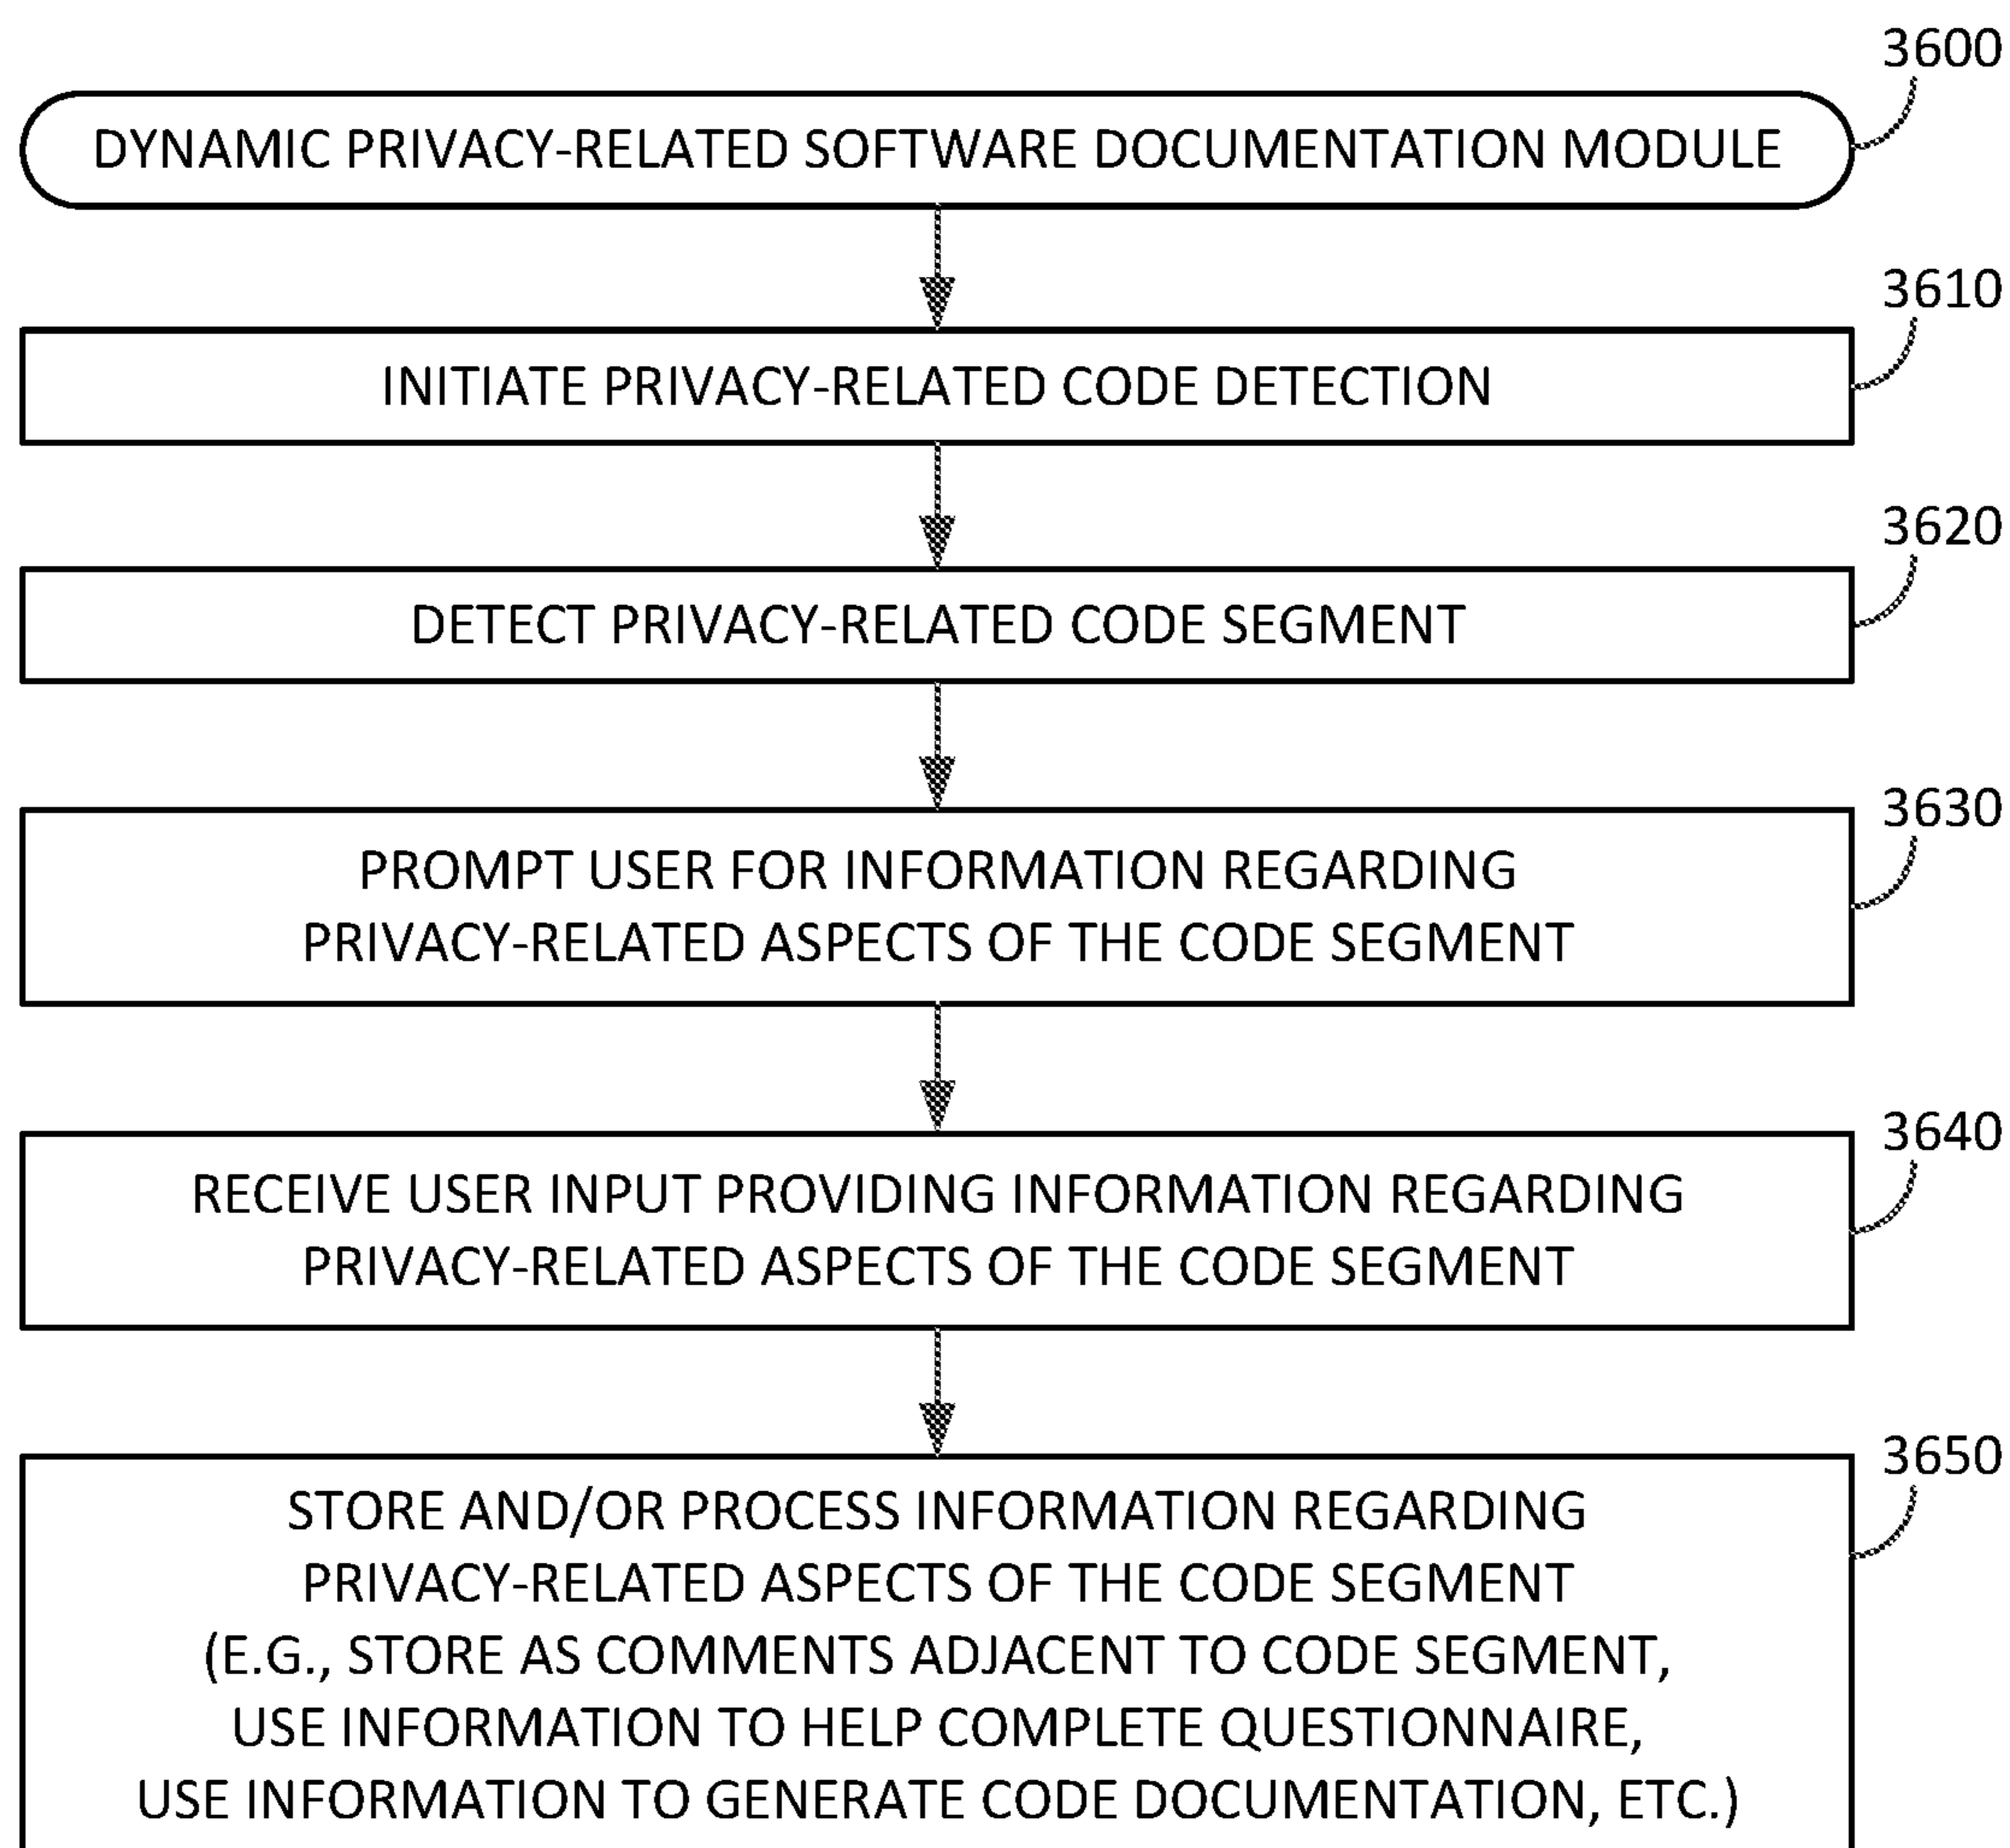 3600
DYNAMIC PRIVACY-RELATED SOFTWARE DOCUMENTATION MODULE
3610
INITIATE PRIVACY-RELATED CODE DETECTION
3620
DETECT PRIVACY-RELATED CODE SEGMENT
3630
PROMPT USER FOR INFORMATION REGARDING
PRIVACY-RELATED ASPECTS OF THE CODE SEGMENT
3640
RECEIVE USER INPUT PROVIDING INFORMATION REGARDING
PRIVACY-RELATED ASPECTS OF THE CODE SEGMENT
3650
STORE AND/OR PROCESS INFORMATION REGARDING
PRIVACY-RELATED ASPECTS OF THE CODE SEGMENT
(E.G., STORE AS COMMENTS ADJACENT TO CODE SEGMENT,
USE INFORMATION TO HELP COMPLETE QUESTIONNAIRE,
USE INFORMATION TO GENERATE CODE DOCUMENTATION, ETC.)